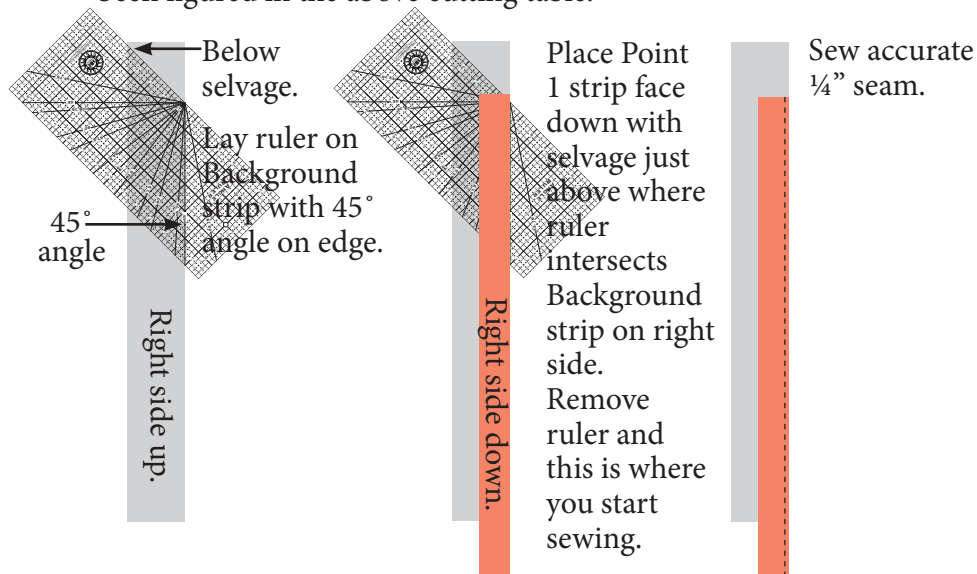 been figured in the above cutting table.
Below
selvage.
Lay ruler on
Background
strip with 45˚
angle on edge.
45˚
angle
Right side up.
Place Point
1 strip face
down with
selvage just
above where
ruler
intersects
Background
strip on right
side.
Remove
ruler and
this is where
you start
sewing.
Right side down.
Sew accurate
¼” seam.